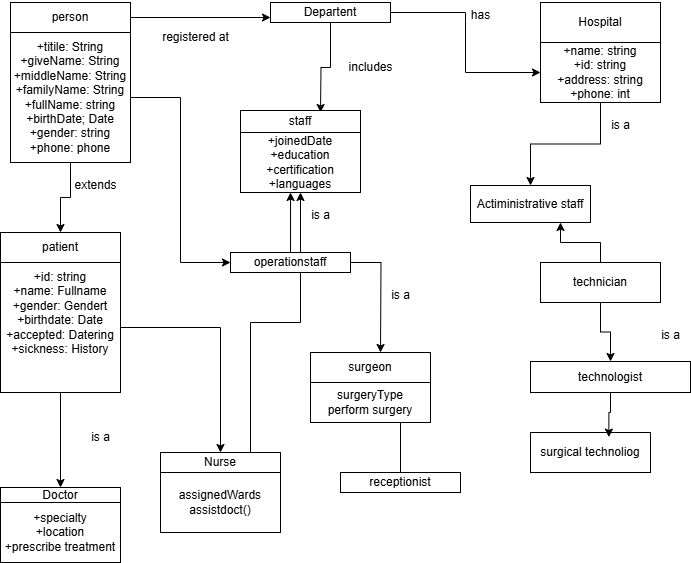 person
+titile: String
+giveName: String
+middleName: String
+familyName: String
+fullName: string
+birthDate; Date
+gender: string
+phone: phone
registered at
Departent
has
Hospital
+name: string
+id: string
+address: string
+phone: int
includes
staff
+joinedDate
+education
+certification
+languages
is a
extends
is a
Actiministrative staff
patient
+id: string
+name: Fullname
+gender: Gendert
+birthdate: Date
+accepted: Datering
+sickness: History
operationstaff
technician
is a
is a
surgeon
surgeryType
perform surgery
technologist
is a
Nurse
assignedWards
assistdoct()
receptionist
surgical technoliog
Doctor
+specialty
+location
+prescribe treatment